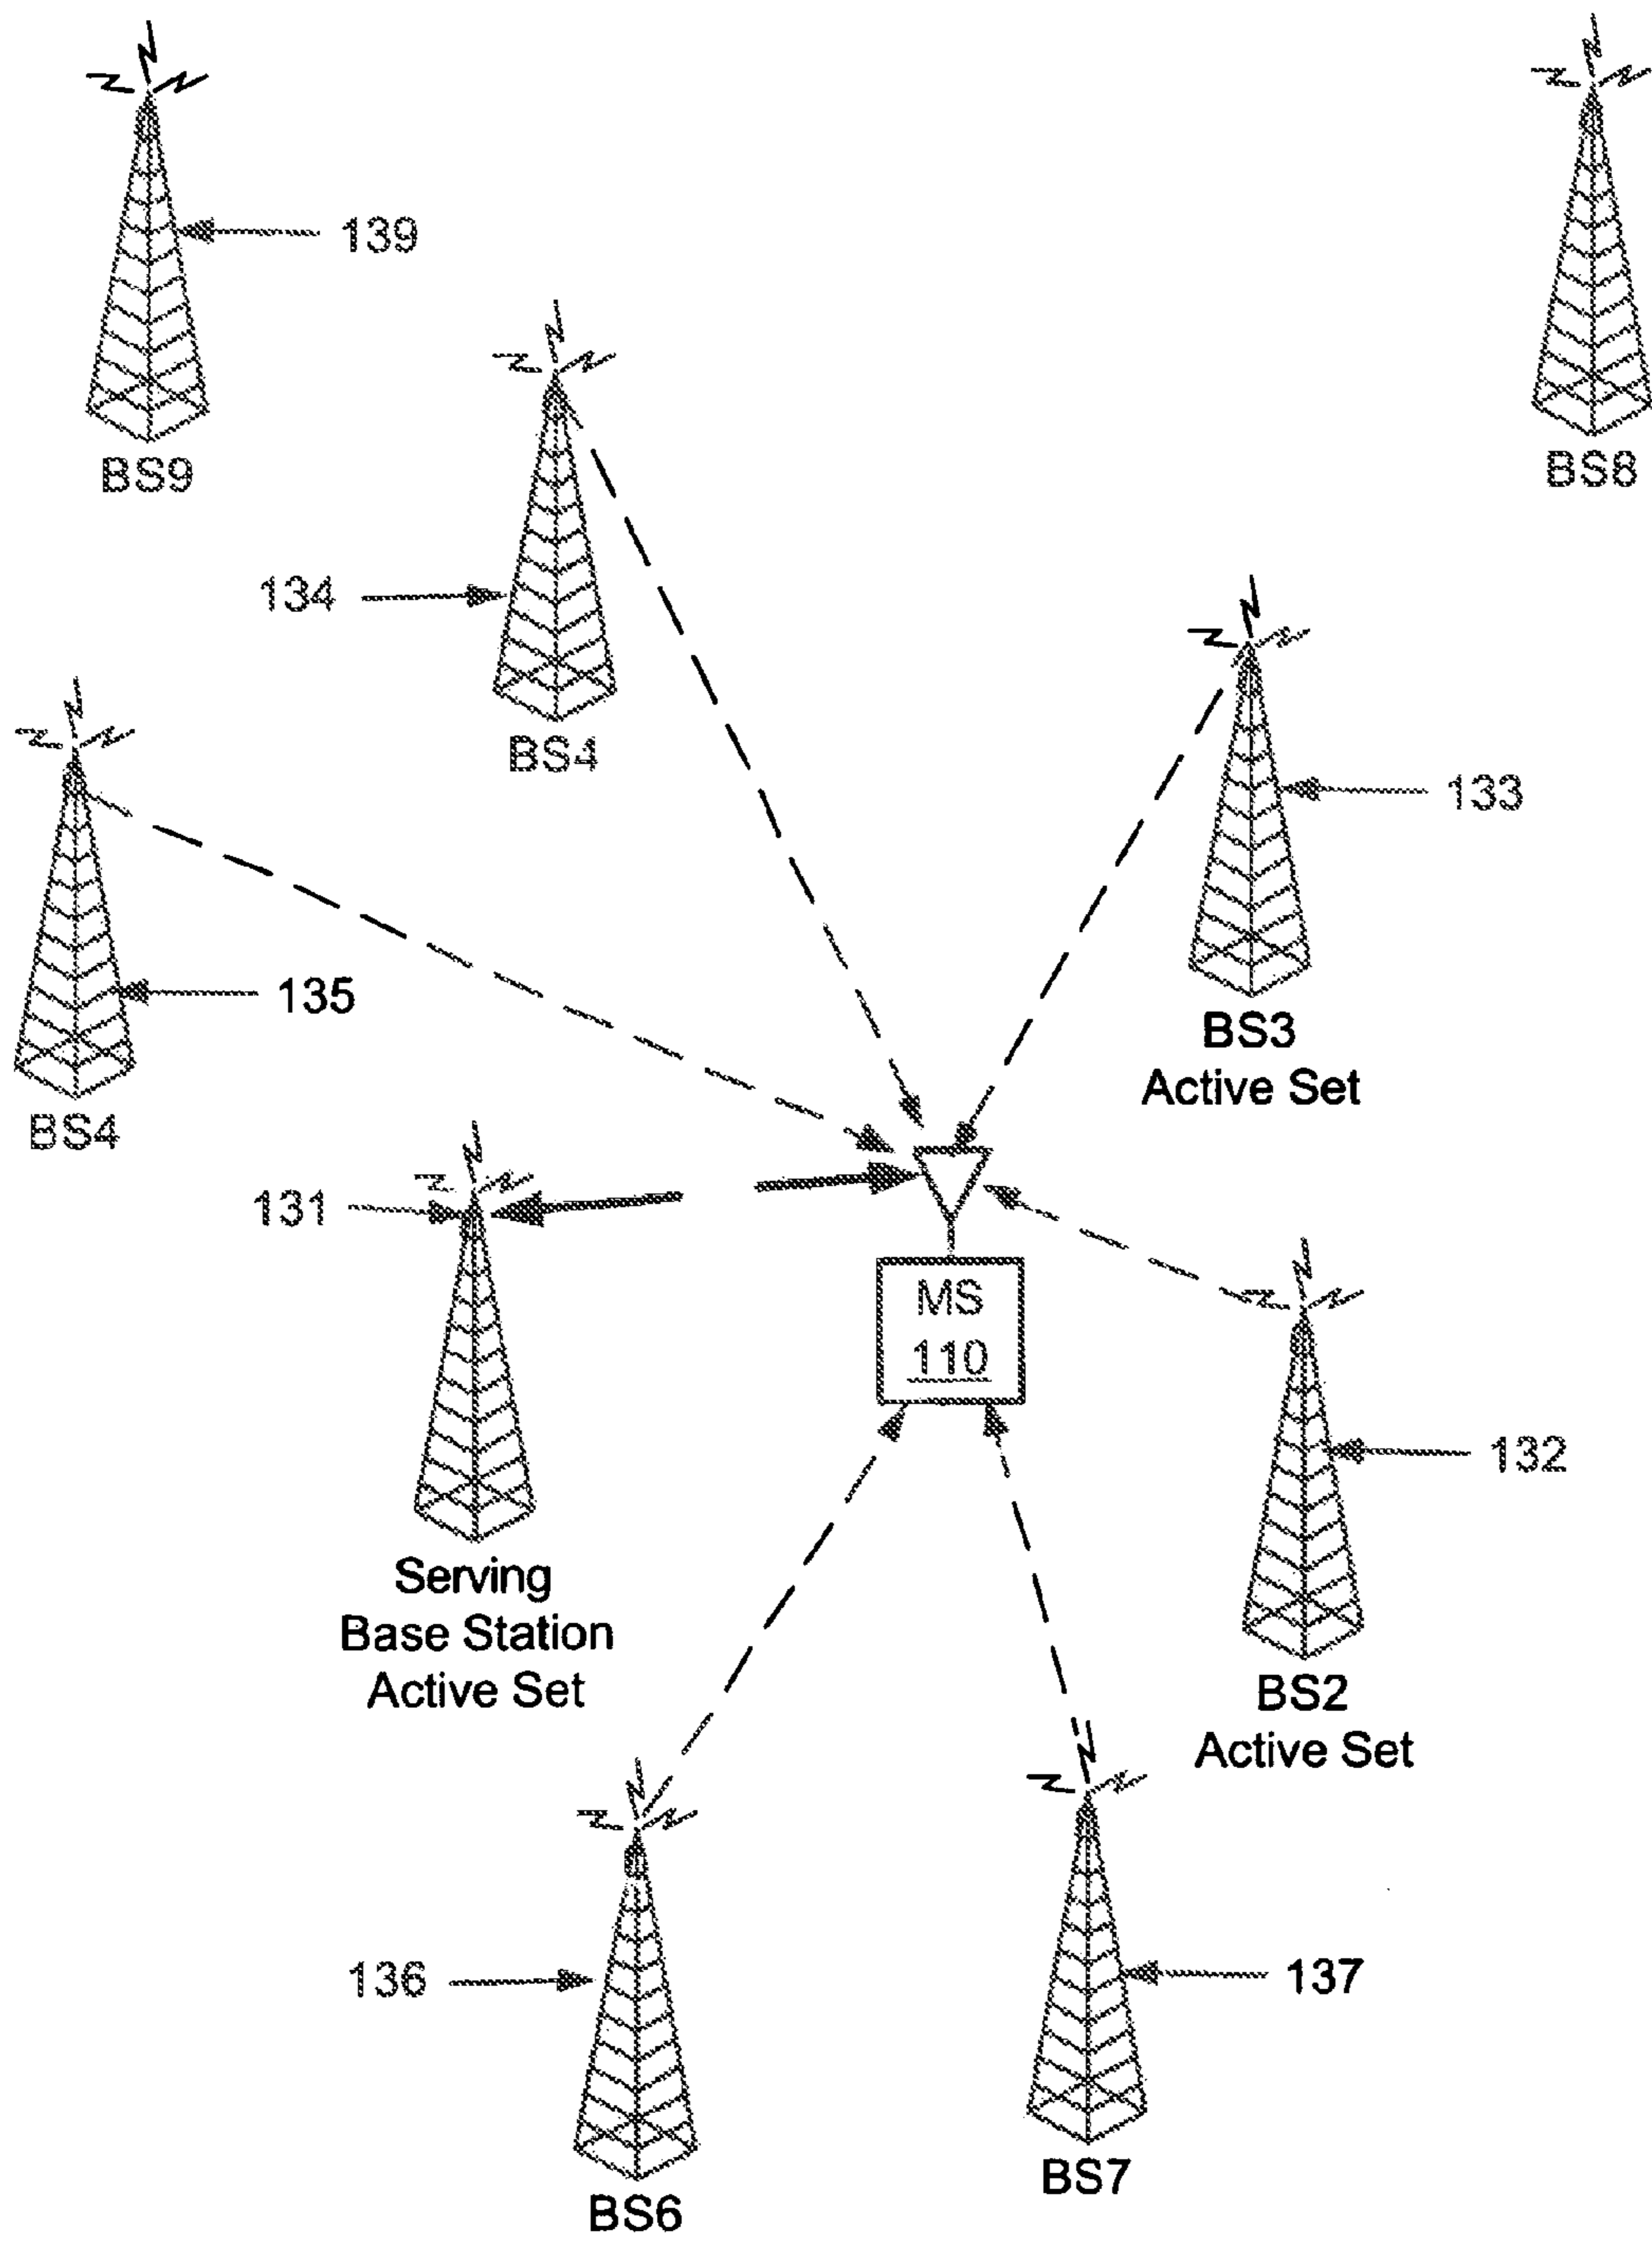 139
BS9
BS8
134
BS4
133
BS3
Active Set
135
BS4
131
Serving
Base Station
Active Set
MS
110
132
BS2
Active Set
136
BS6
137
BS7